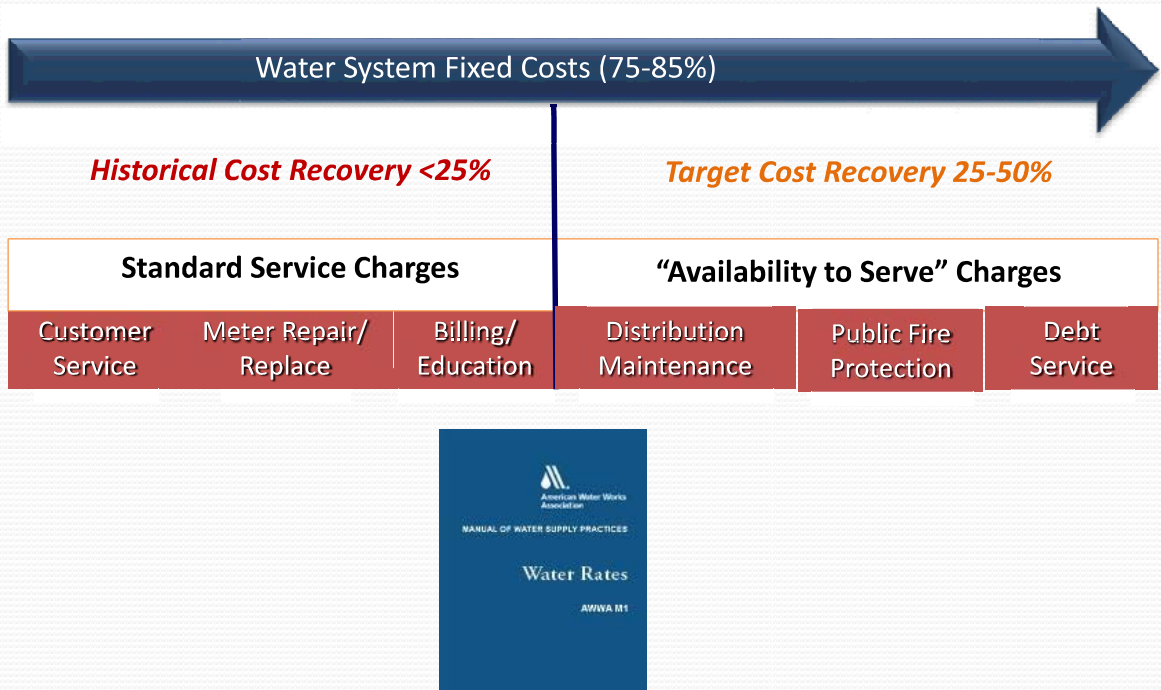 Water System Fixed Costs (75-85%)
Historical Cost Recovery <25%
Target Cost Recovery 25-50%
Standard Service Charges
“Availability to Serve” Charges
Customer
Service
Meter Repair/
Replace
Billing/
Education
Distribution
Maintenance
Public Fire
Protection
Debt
Service
American Water Works
Association
MANUAL OF WATER SUPPLY PRACTICES
Water Rates
AWWA M1